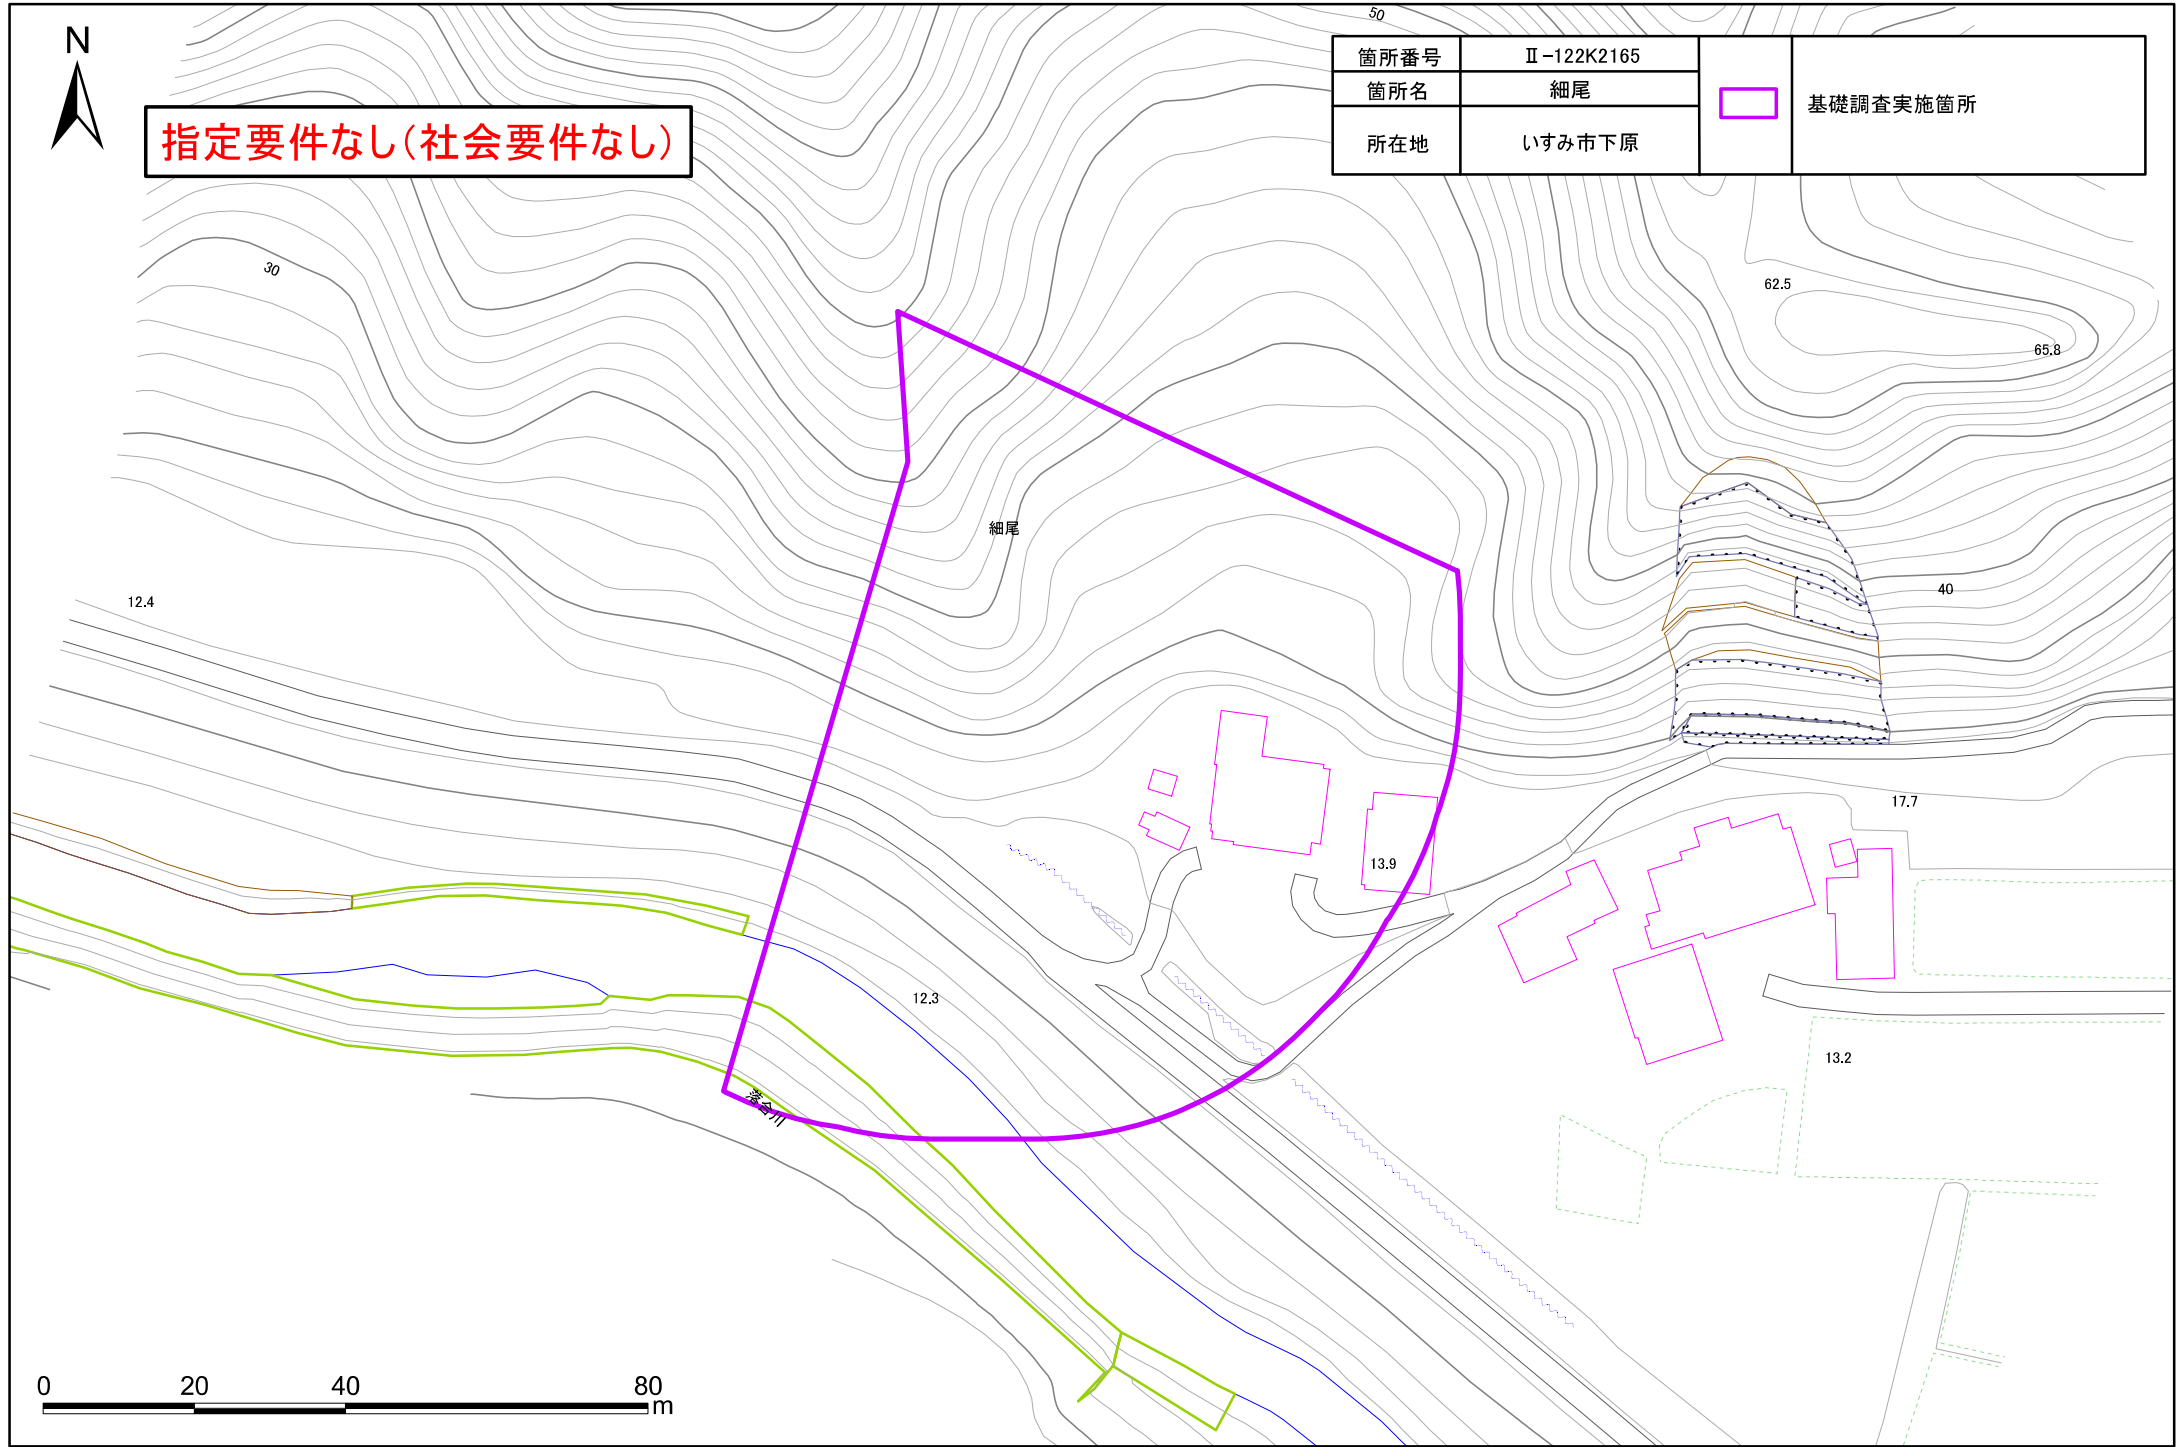 N
指定要件なし(社会要件なし)
箇所番号 Ⅱ-122K2165
箇所名 細尾
所在地 いすみ市下原
基礎調査実施箇所
50
30
62.5
65.8
細尾
40
12.4
17.7
13.9
12.3
13.2
落合川
0 20 40 80
m